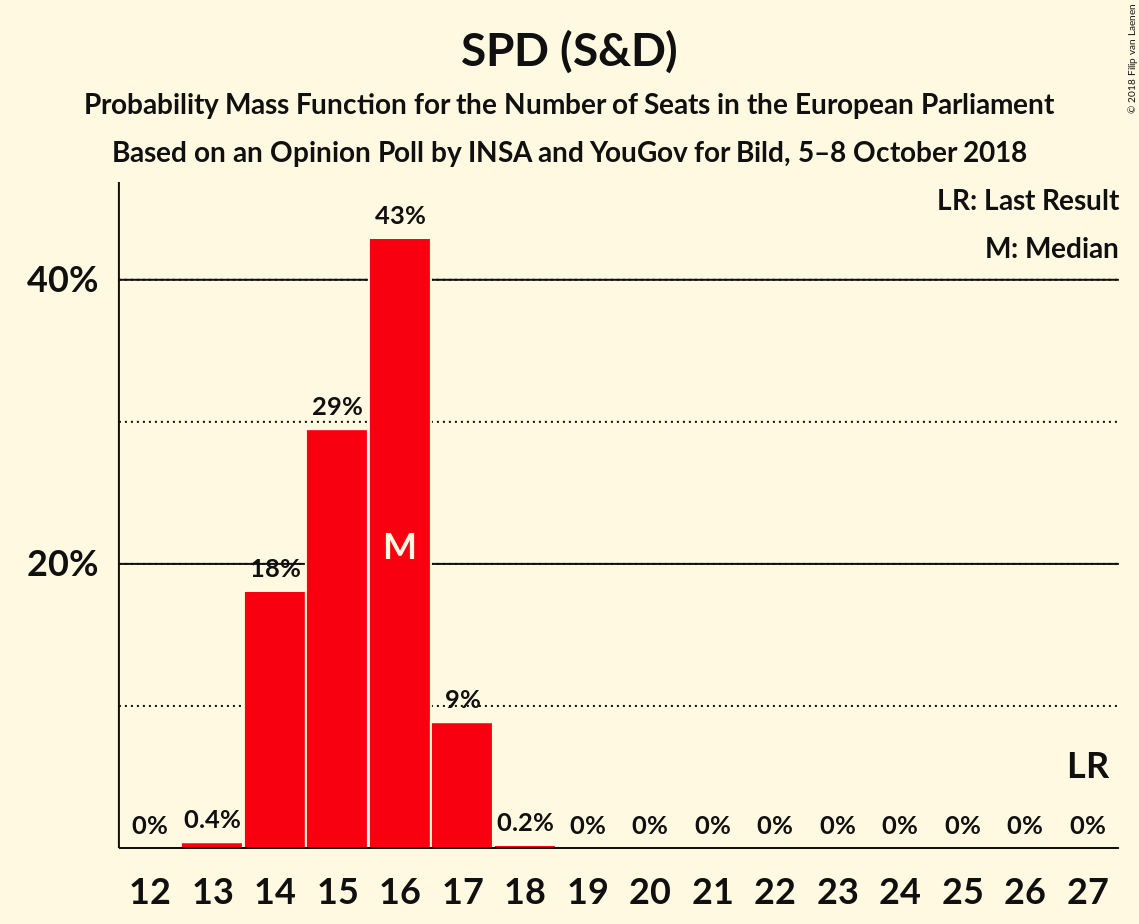 SPD (S&D)
Probability Mass Function for the Number of Seats in the European Parliament
Based on an Opinion Poll by INSA and YouGov for Bild, 5–8 October 2018
© 2018 Filip van Laenen
LR: Last Result
M: Median
43%
40%
29%
M
20%
18%
9%
LR
0% 0.4% 0.2% 0% 0% 0% 0% 0% 0% 0% 0% 0%
12 13 14 15 16 17 18 19 20 21 22 23 24 25 26 27